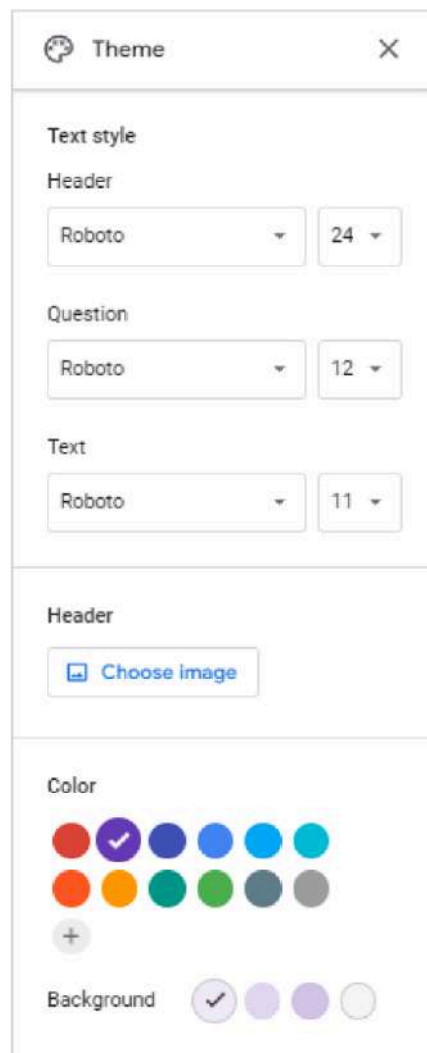 Theme
Text style
Header
Roboto 24
Question
Roboto 12
Text
Roboto 11
Header
Choose image
Color
Background